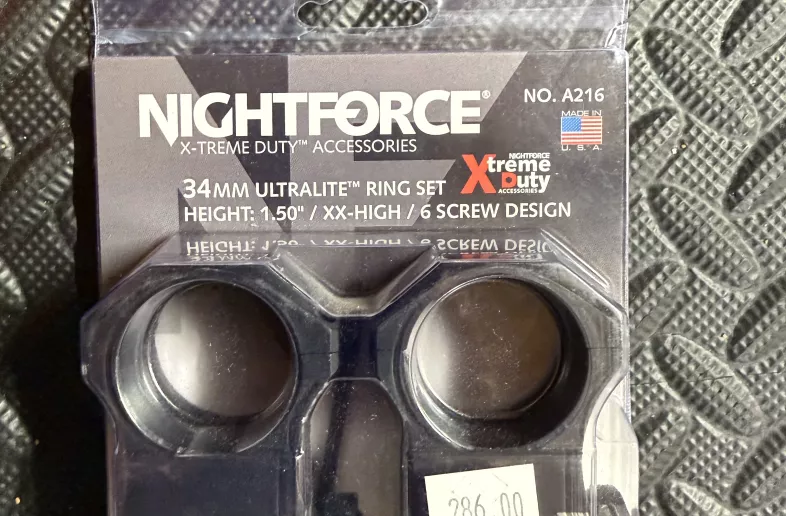 NIGHTFORCE®
NO. A216
MADE IN
U. S. A.
X-TREME DUTY™ ACCESSORIES
NIGHTFORCE
Xtreme
Duty
ACCESSORIES
34MM ULTRALITE™ RING SET
HEIGHT: 1.50" / XX-HIGH / 6 SCREW DESIGN
286.00